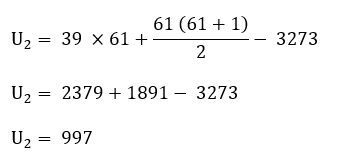 U₂ = 39 × 61 + 61 (61 + 1)/2 − 3273
U₂ = 2379 + 1891 − 3273
U₂ = 997